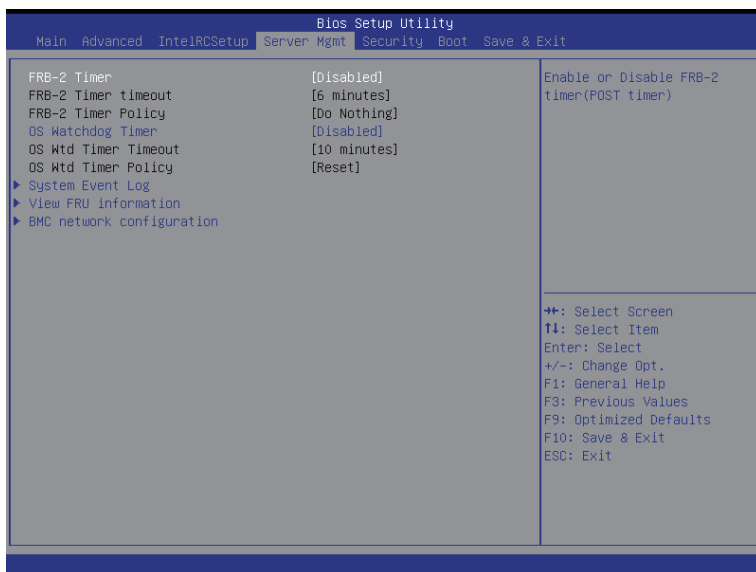 Bios Setup Utility
Main Advanced IntelRCSetup Server Mgmt Security Boot Save & Exit
FRB-2 Timer [Disabled]
FRB-2 Timer timeout [6 minutes]
FRB-2 Timer Policy [Do Nothing]
OS Watchdog Timer [Disabled]
OS Wtd Timer Timeout [10 minutes]
OS Wtd Timer Policy [Reset]
System Event Log
View FRU information
BMC network configuration
Enable or Disable FRB-2
timer(POST timer)
→←: Select Screen
↑↓: Select Item
Enter: Select
+/-: Change Opt.
F1: General Help
F3: Previous Values
F9: Optimized Defaults
F10: Save & Exit
ESC: Exit